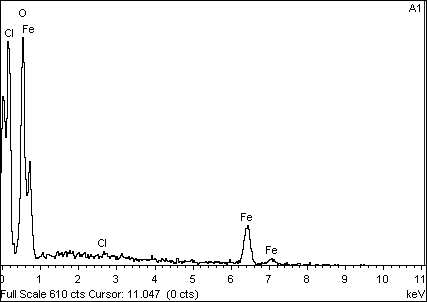 A1
O
Cl Fe
Cl
Fe
Fe
0 1 2 3 4 5 6 7 8 9 10 11
Full Scale 610 cts Cursor: 11.047 (0 cts) keV